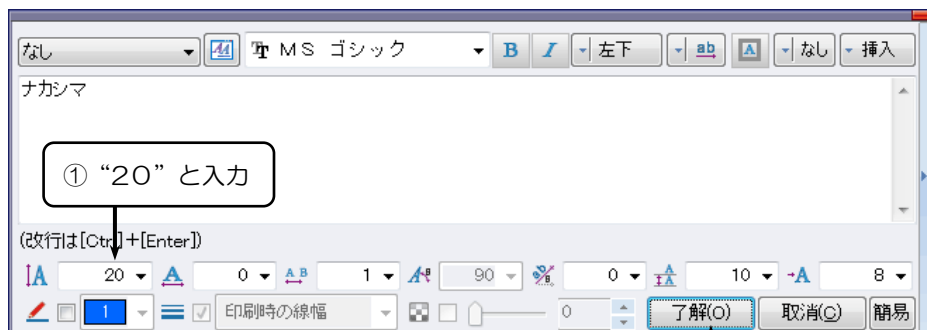 なし MS ゴシック B I 左下 ab A なし 挿入
ナカシマ
① “20”と入力
(改行は[Ctrl]+[Enter])
A 20 A 0 A B 1 A 90 0 A 10 A 8
1 印刷時の線幅 0 了解(O) 取消(C) 簡易